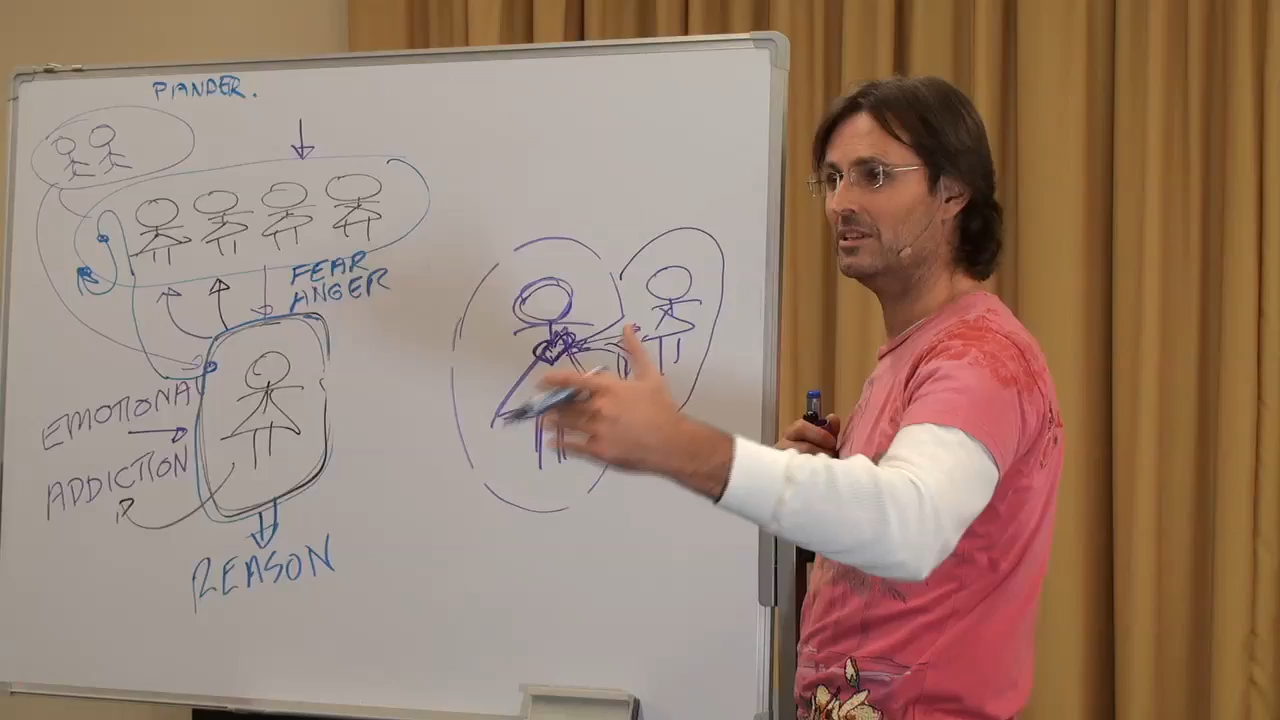 PANDER.
FEAR
ANGER
EMOTIONAL
ADDICTION
REASON